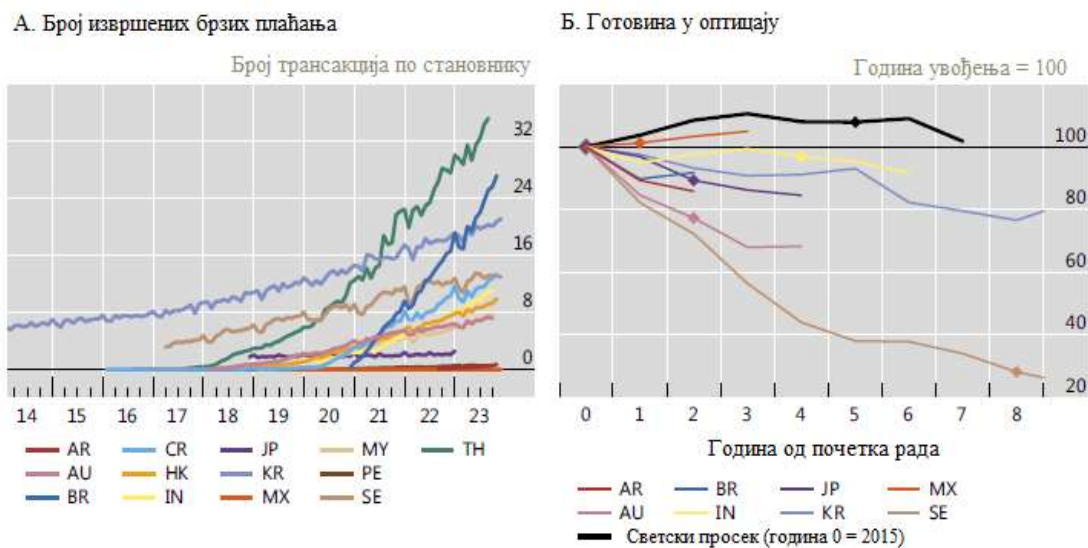 А. Број извршених брзих плаћања
Број трансакција по становнику
32
24
16
8
0
14 15 16 17 18 19 20 21 22 23
AR CR JP MY TH
AU HK KR PE
BR IN MX SE
Б. Готовина у оптицају
Година увођења = 100
100
80
60
40
20
0 1 2 3 4 5 6 7 8
Година од почетка рада
AR BR JP MX
AU IN KR SE
Светски просек (година 0 = 2015)